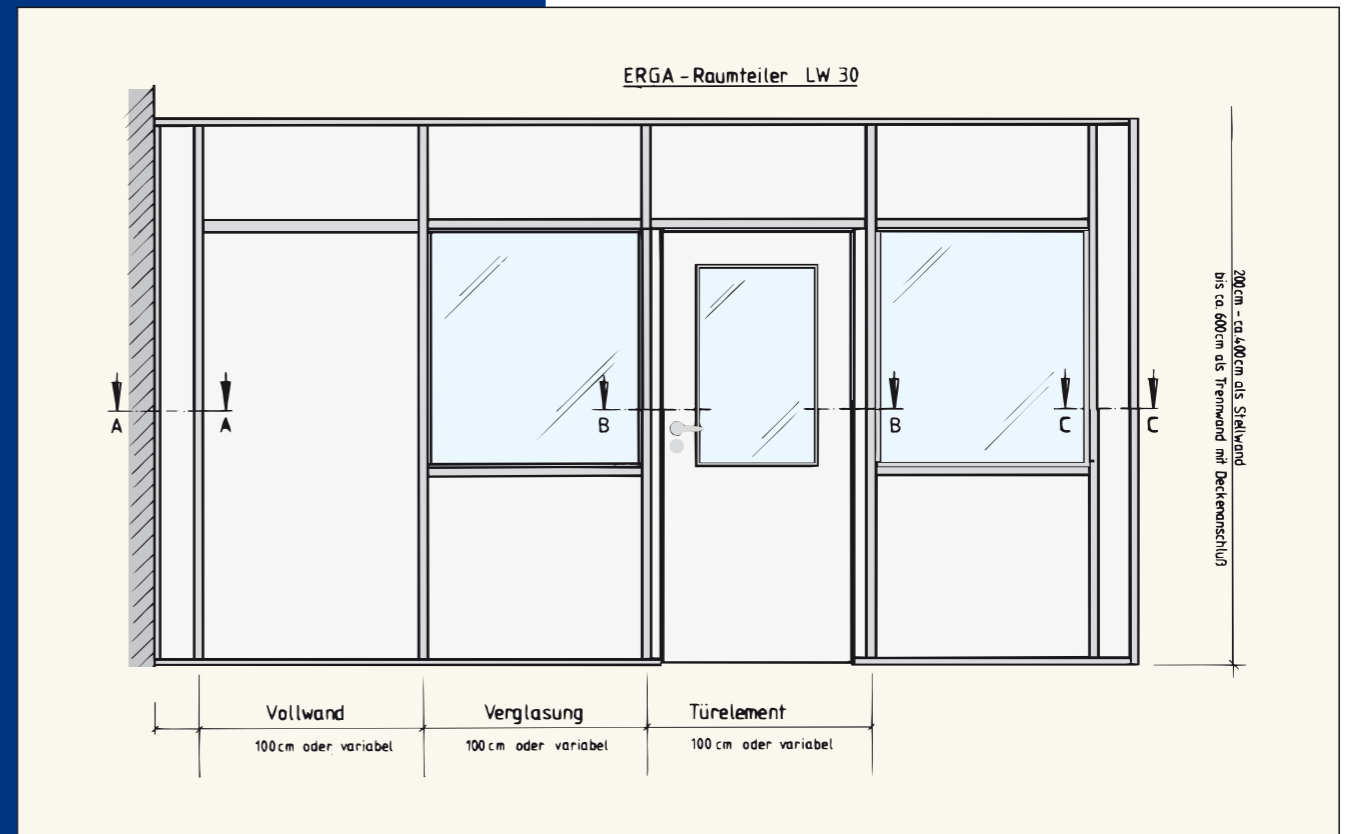 ERGA - Raumteiler LW 30
200cm - ca.400cm als Stellwand
bis ca. 600cm als Trennwand mit Deckenanschluß
A
A
B
B
C
C
Vollwand
Verglasung
Türelement
100cm oder variabel
100cm oder variabel
100cm oder variabel